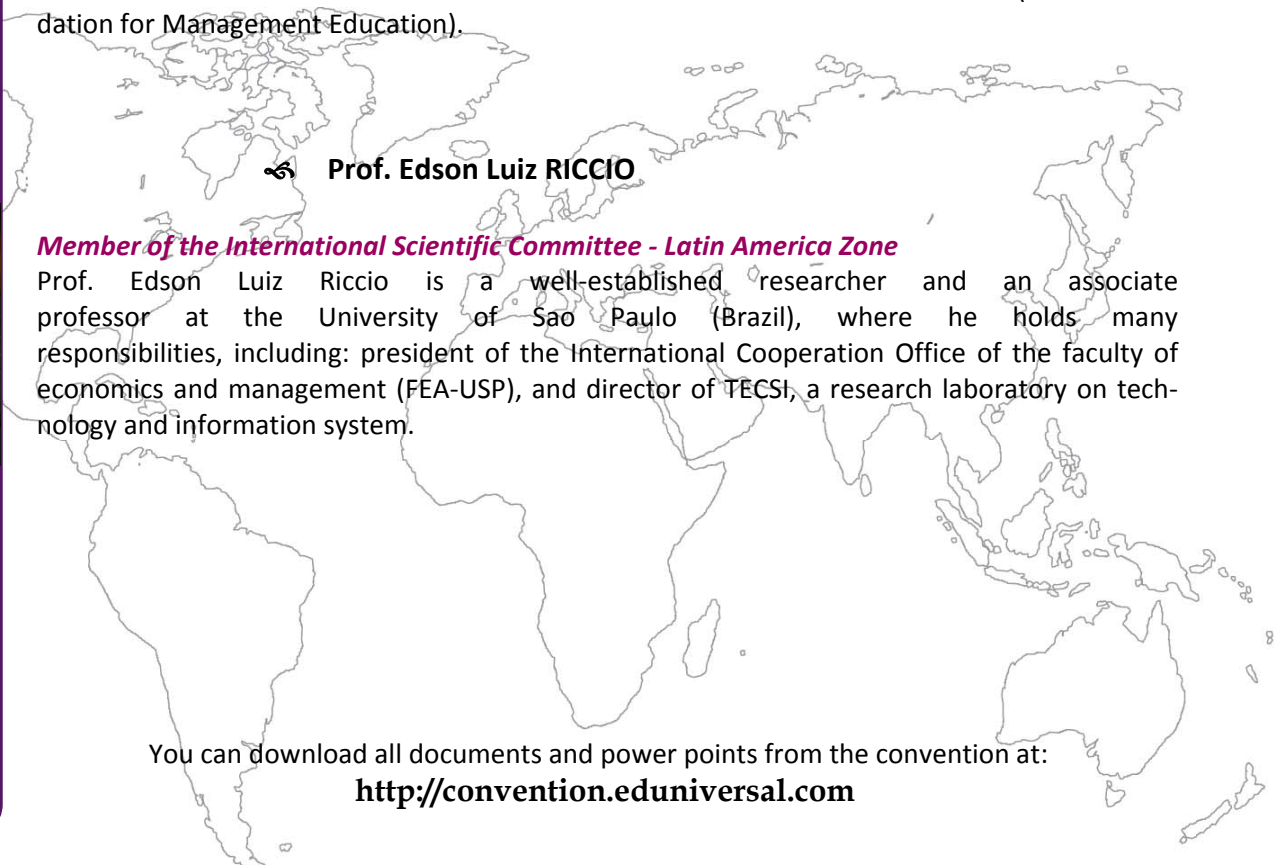 dation for Management Education).
Prof. Edson Luiz RICCIO
Member of the International Scientific Committee - Latin America Zone
Prof. Edson Luiz Riccio is a well-established researcher and an associate
professor at the University of Sao Paulo (Brazil), where he holds many
responsibilities, including: president of the International Cooperation Office of the faculty of
economics and management (FEA-USP), and director of TECSI, a research laboratory on tech-
nology and information system.
You can download all documents and power points from the convention at:
http://convention.eduniversal.com